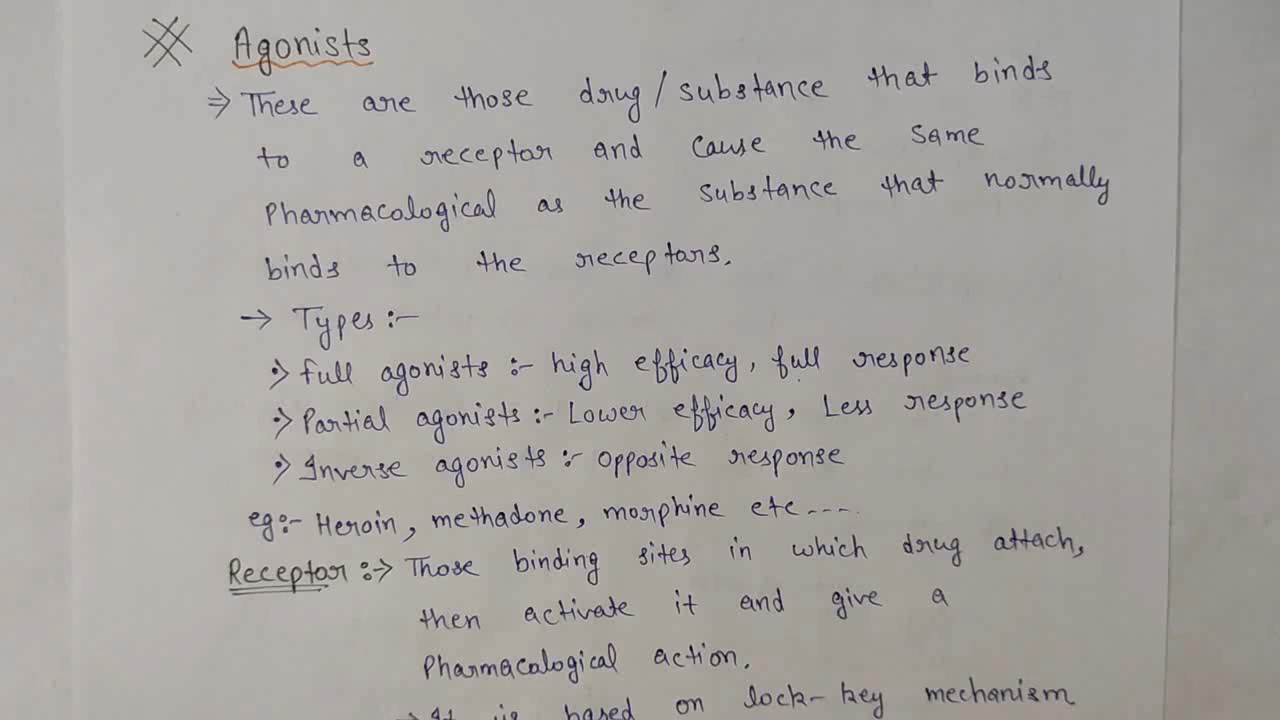 Agonists
⇒ These are those drug/substance that binds
to a receptor and cause the same
Pharmacological as the substance that normally
binds to the receptors.
→ Types :-
·> full agonists :- high efficacy, full response
·> Partial agonists :- Lower efficacy, Less response
·> Inverse agonists :- opposite response
eg:- Heroin, methadone, morphine etc ----.
Receptor :-> Those binding sites in which drug attach,
then activate it and give a
Pharmacological action.
→ It is based on lock-key mechanism